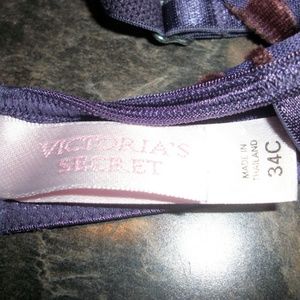 VICTORIA'S
SECRET
MADE IN
THAILAND
34C